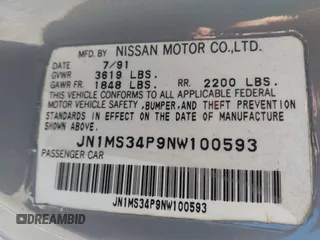 MFD. BY NISSAN MOTOR CO.,LTD.
DATE 7/91
GVWR 3619 LBS.
GAWR FR. 1848 LBS. RR. 2200 LBS.
THIS VEHICLE CONFORMS TO ALL APPLICABLE FEDERAL
MOTOR VEHICLE SAFETY, BUMPER, AND THEFT PREVENTION
STANDARDS IN EFFECT ON THE DATE OF MANUFACTURE
SHOWN ABOVE.
JN1MS34P9NW100593
PASSENGER CAR
JN1MS34P9NW100593
DREAMBID